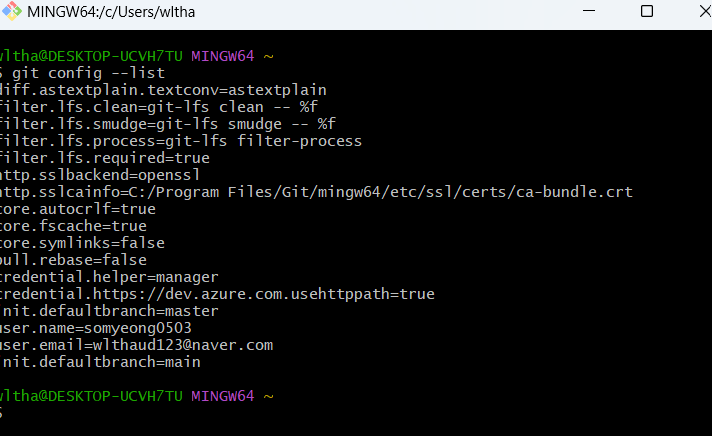 MINGW64:/c/Users/wltha
wltha@DESKTOP-UCVH7TU MINGW64 ~
$ git config --list
diff.astextplain.textconv=astextplain
filter.lfs.clean=git-lfs clean -- %f
filter.lfs.smudge=git-lfs smudge -- %f
filter.lfs.process=git-lfs filter-process
filter.lfs.required=true
http.sslbackend=openssl
http.sslcainfo=C:/Program Files/Git/mingw64/etc/ssl/certs/ca-bundle.crt
core.autocrlf=true
core.fscache=true
core.symlinks=false
pull.rebase=false
credential.helper=manager
credential.https://dev.azure.com.usehttppath=true
init.defaultbranch=master
user.name=somyeong0503
user.email=wlthaud123@naver.com
init.defaultbranch=main
wltha@DESKTOP-UCVH7TU MINGW64 ~
$